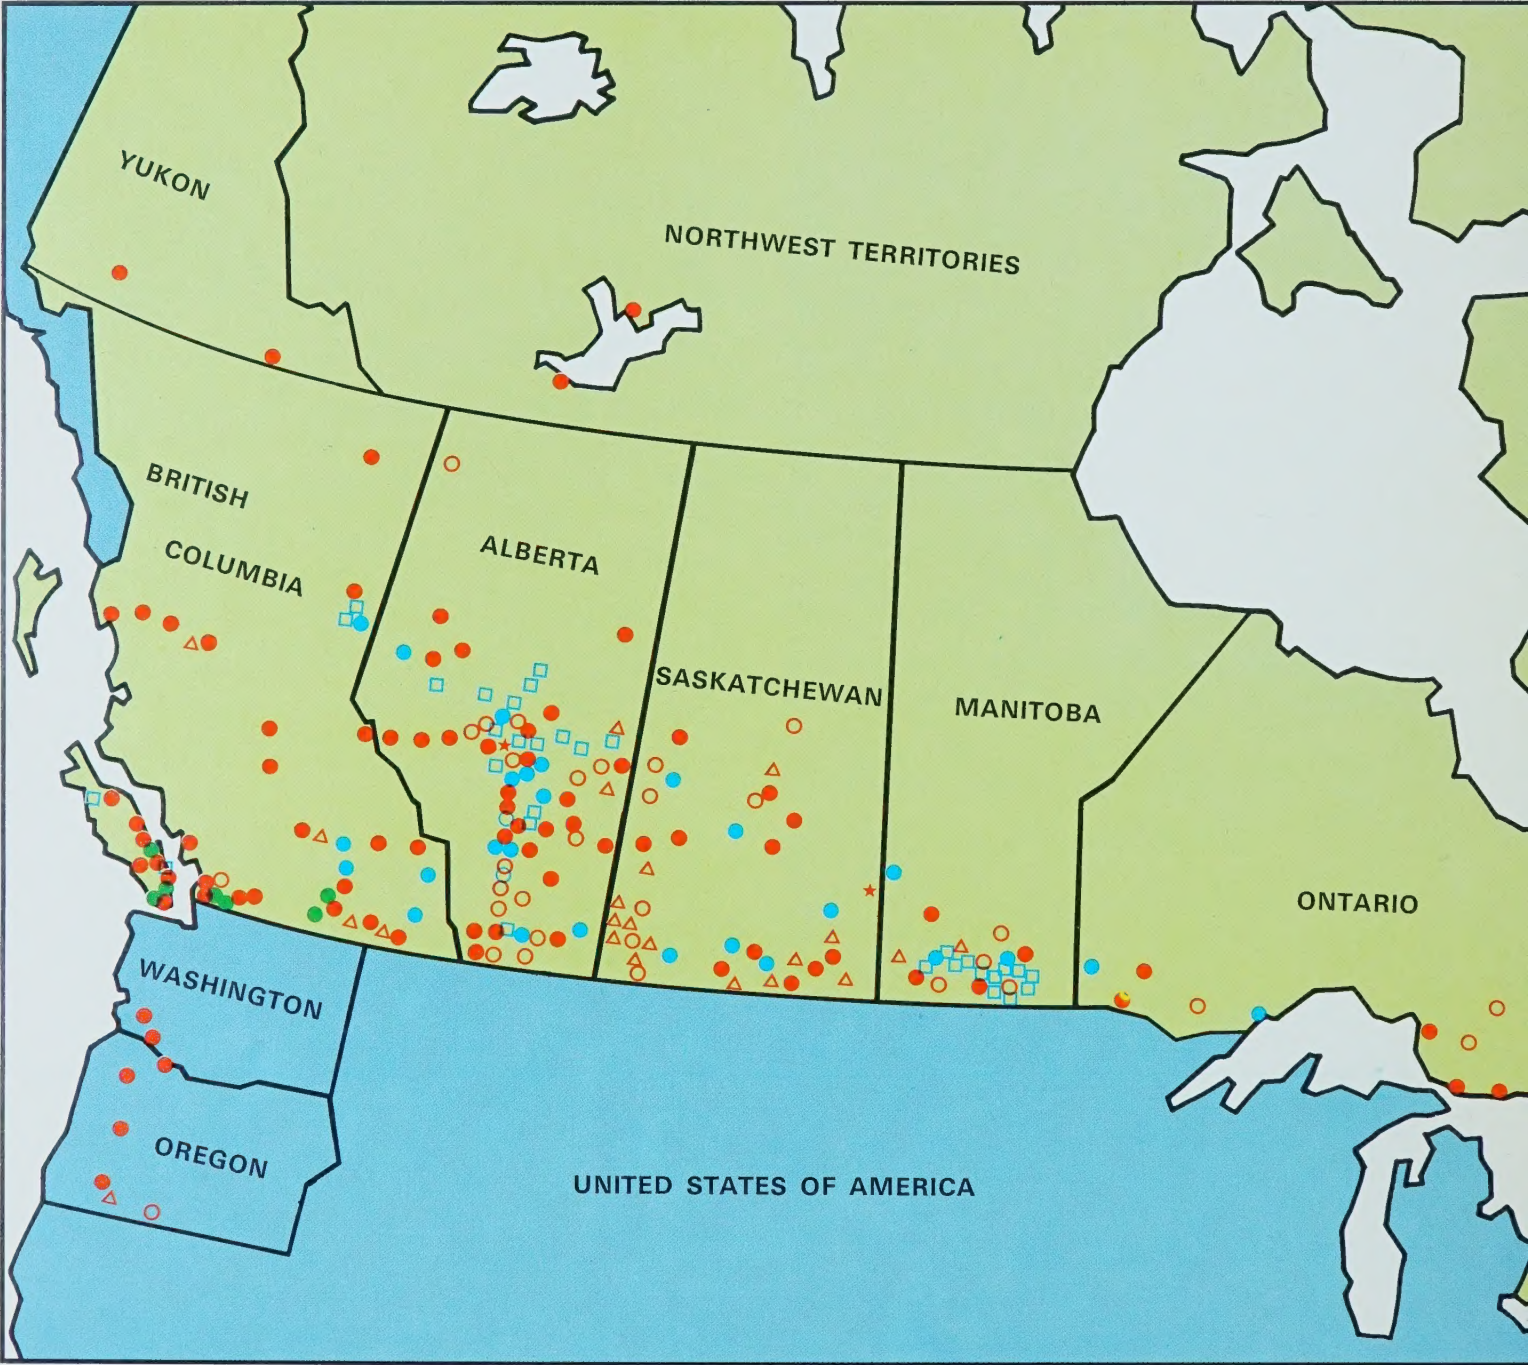 YUKON
NORTHWEST TERRITORIES
BRITISH
COLUMBIA
ALBERTA
SASKATCHEWAN
MANITOBA
ONTARIO
WASHINGTON
OREGON
UNITED STATES OF AMERICA